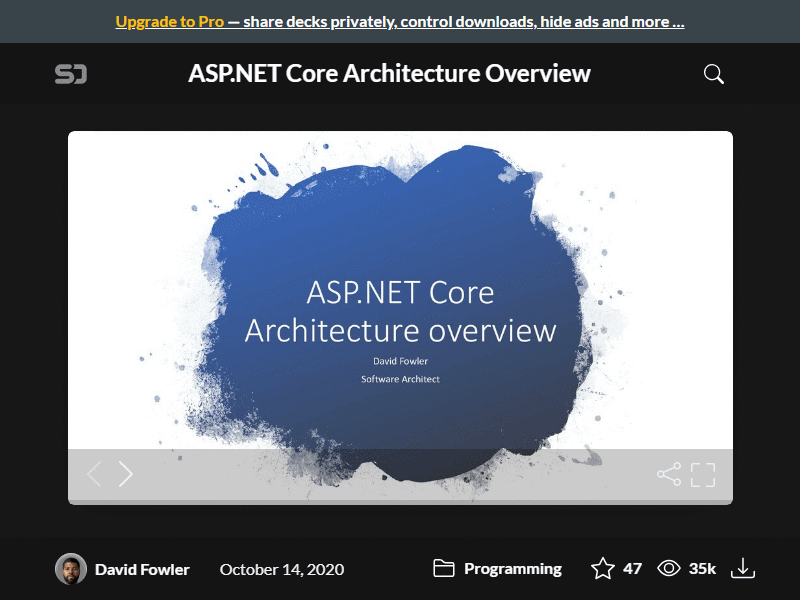 Upgrade to Pro — share decks privately, control downloads, hide ads and more …
SD
ASP.NET Core Architecture Overview
ASP.NET Core
Architecture overview
David Fowler
Software Architect
David Fowler
October 14, 2020
Programming
47
35k